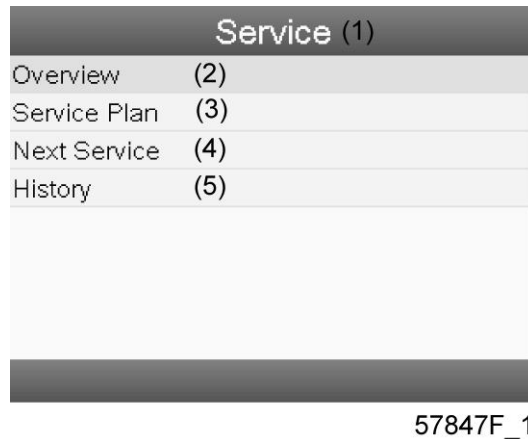 Service (1)
Overview (2)
Service Plan (3)
Next Service (4)
History (5)
57847F_1